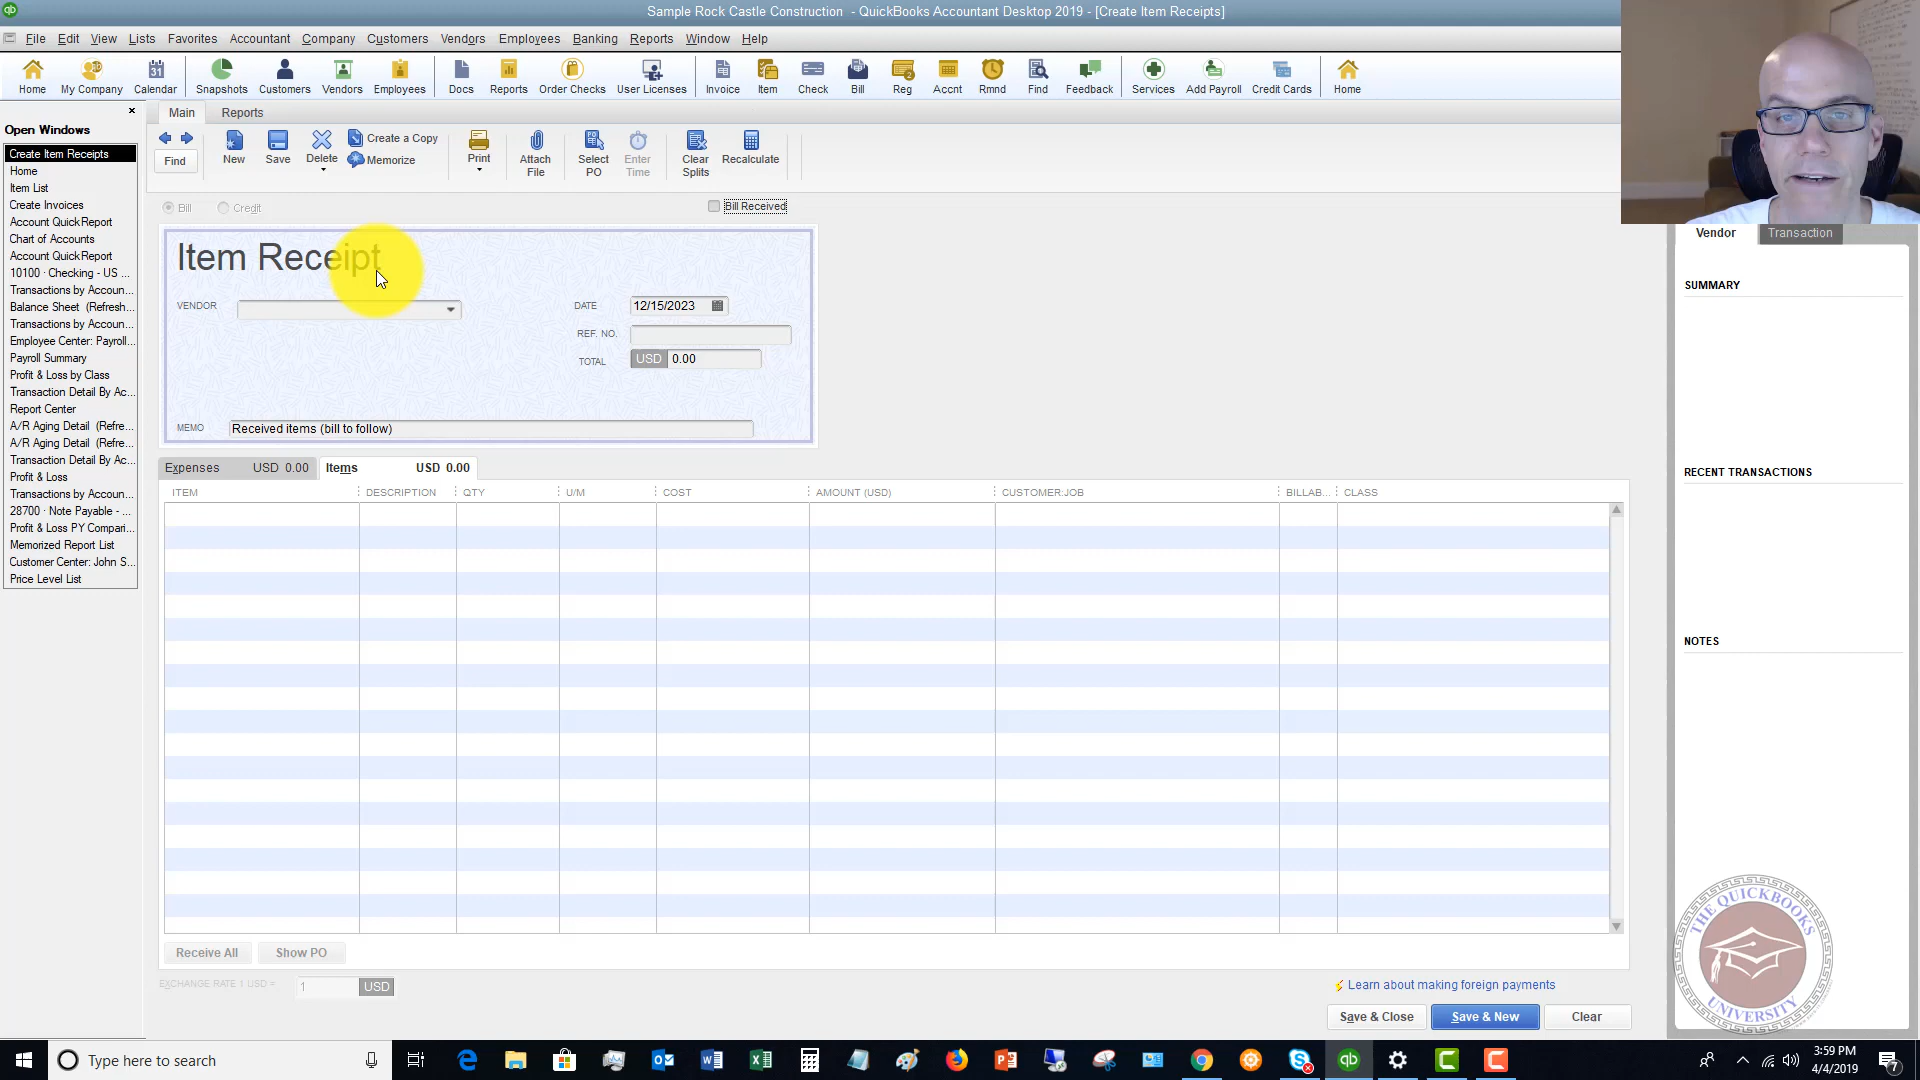 Sample Rock Castle Construction - QuickBooks Accountant Desktop 2019 - [Create Item Receipts]
File Edit View Lists Favorites Accountant Company Customers Vendors Employees Banking Reports Window Help
Home My Company Calendar Snapshots Customers Vendors Employees Docs Reports Order Checks User Licenses Invoice Item Check Bill Reg Accnt Rmnd Find Feedback Services Add Payroll Credit Cards Home
Main Reports
Open Windows
Create Item Receipts
Home
Item List
Create Invoices
Account QuickReport
Chart of Accounts
Account QuickReport
10100 · Checking - US ...
Transactions by Accoun...
Balance Sheet (Refresh...
Transactions by Accoun...
Employee Center: Payroll...
Payroll Summary
Profit & Loss by Class
Transaction Detail By Ac...
Report Center
A/R Aging Detail (Refre...
A/R Aging Detail (Refre...
Transaction Detail By Ac...
Profit & Loss
Transactions by Accoun...
28700 · Note Payable - ...
Profit & Loss PY Compari...
Memorized Report List
Customer Center: John S...
Price Level List
Find New Save Delete Create a Copy
Memorize
Print Attach File Select PO Enter Time Clear Splits Recalculate
Bill Credit Bill Received
Item Receipt
VENDOR DATE 12/15/2023
REF. NO.
TOTAL USD 0.00
MEMO Received items (bill to follow)
Expenses USD 0.00 Items USD 0.00
ITEM DESCRIPTION QTY U/M COST AMOUNT (USD) CUSTOMER:JOB BILLAB... CLASS
Receive All Show PO
EXCHANGE RATE 1 USD = 1 USD
Learn about making foreign payments
Save & Close Save & New Clear
Vendor Transaction
SUMMARY
RECENT TRANSACTIONS
NOTES
THE QUICKBOOKS
UNIVERSITY
Type here to search
3:59 PM
4/4/2019
7